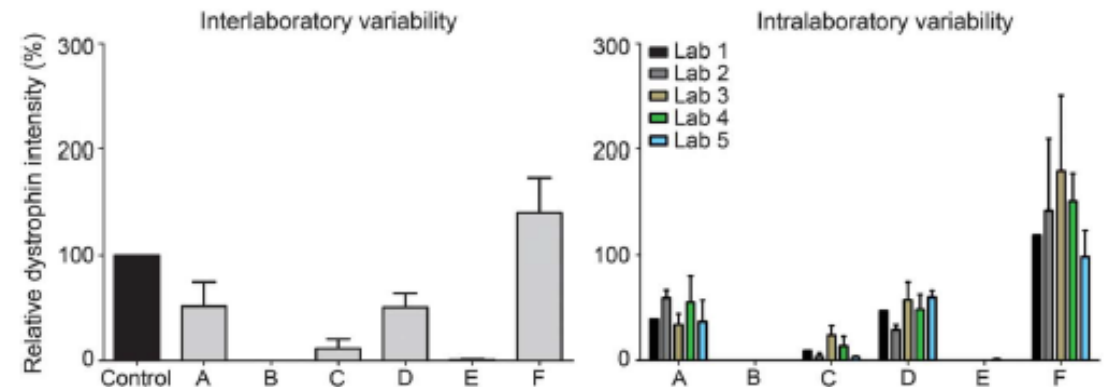 Interlaboratory variability
Relative dystrophin intensity (%)
300
200
100
0
Control A B C D E F
Intralaboratory variability
300
200
100
0
Lab 1
Lab 2
Lab 3
Lab 4
Lab 5
A B C D E F